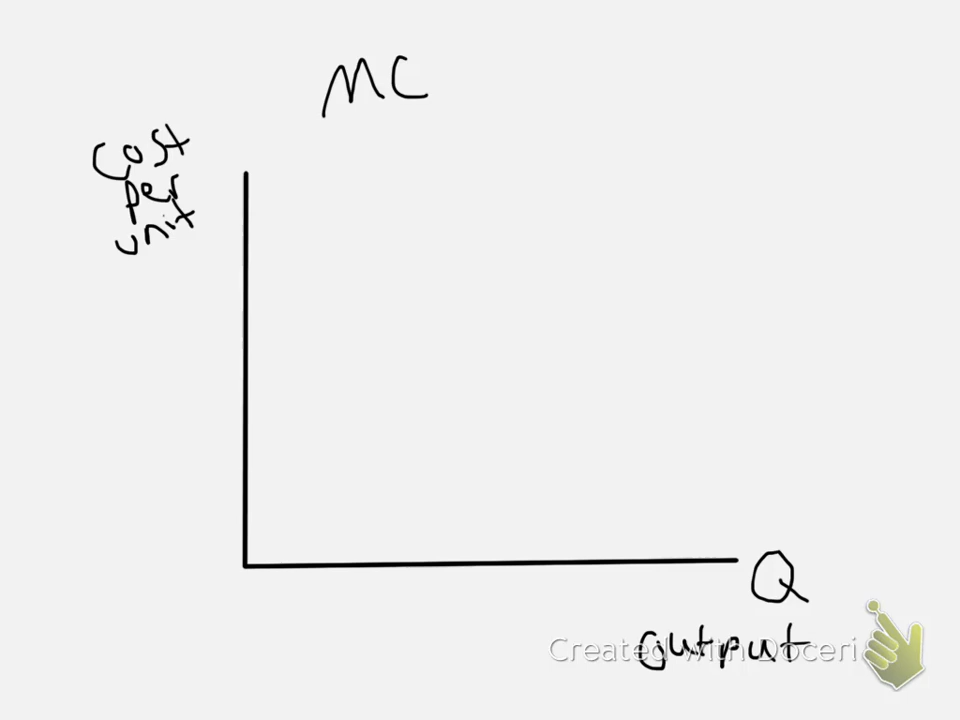 MC
Cost
per
unit
Q
output
Created with Doceri